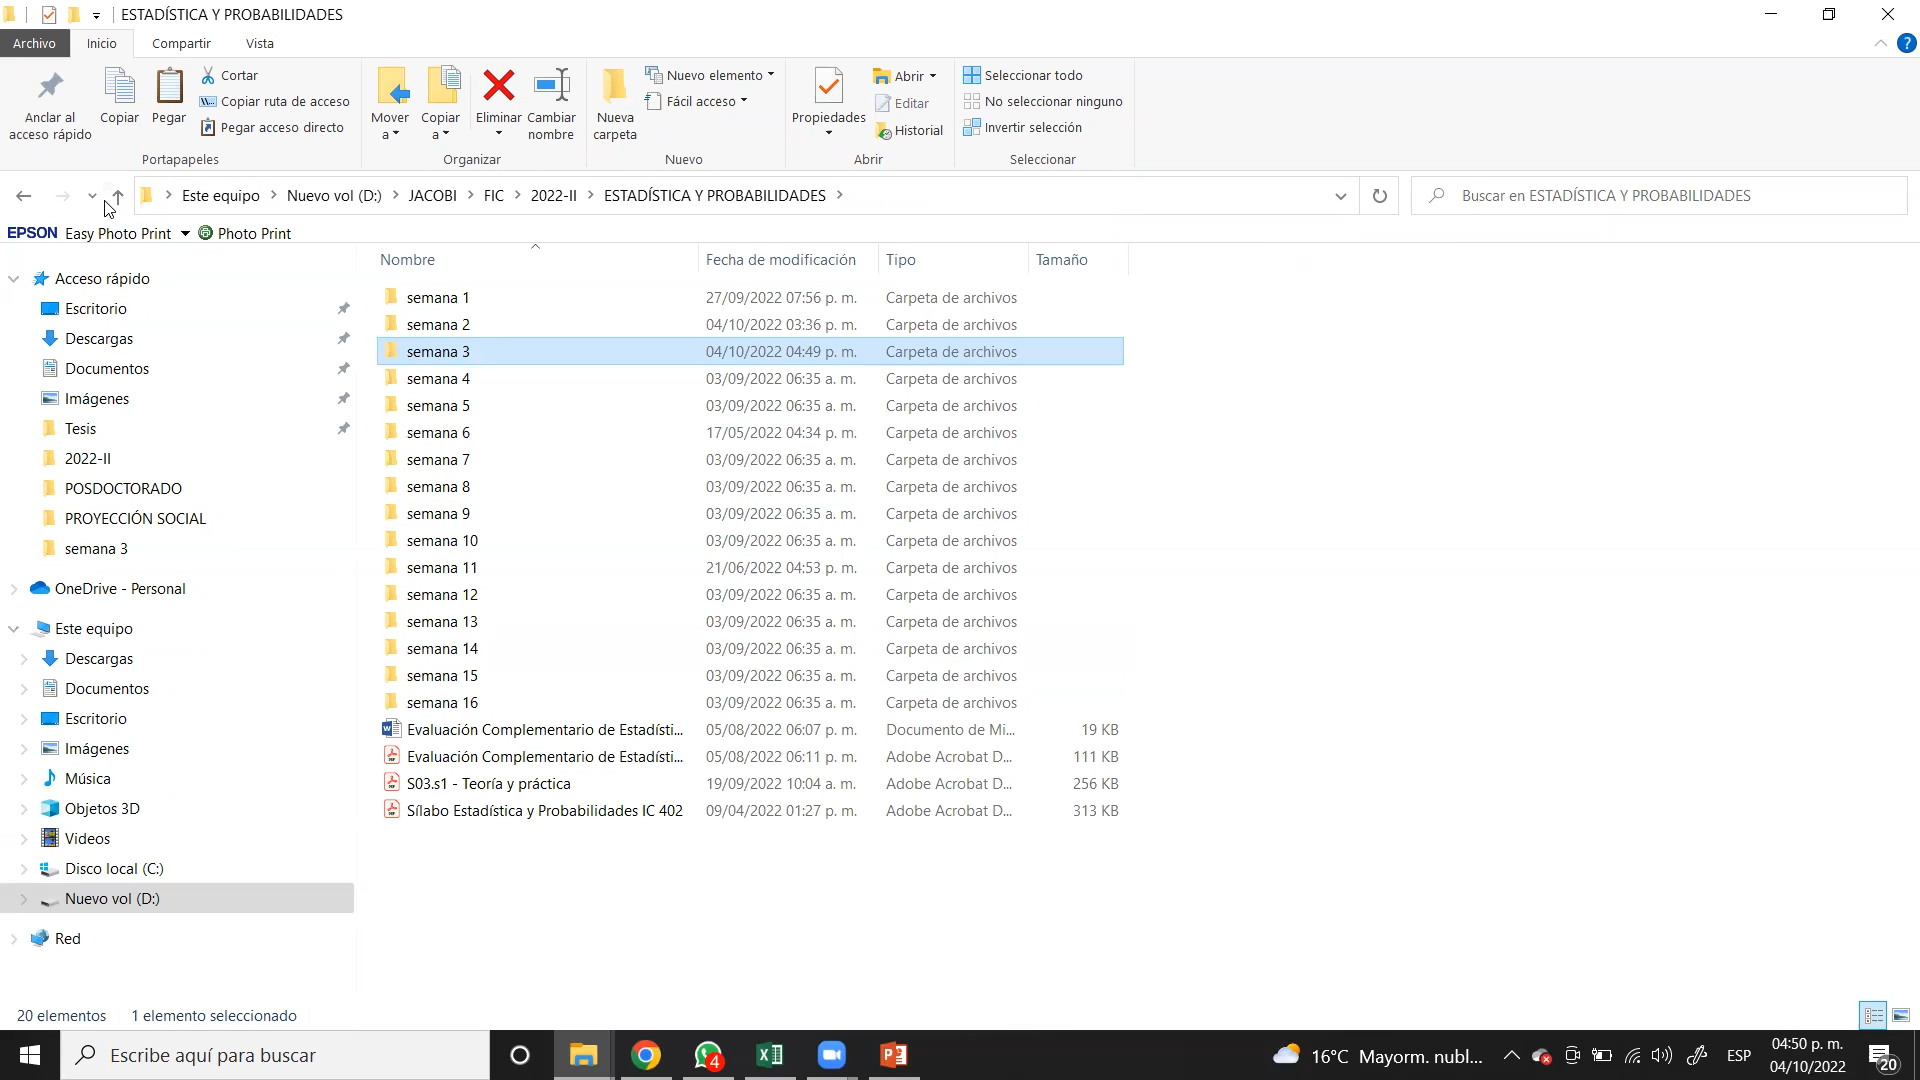 ESTADÍSTICA Y PROBABILIDADES
Archivo Inicio Compartir Vista
Anclar al acceso rápido
Copiar
Pegar
Cortar
Copiar ruta de acceso
Pegar acceso directo
Portapapeles
Mover a
Copiar a
Eliminar
Cambiar nombre
Organizar
Nueva carpeta
Nuevo elemento
Fácil acceso
Nuevo
Propiedades
Abrir
Editar
Historial
Abrir
Seleccionar todo
No seleccionar ninguno
Invertir selección
Seleccionar
Este equipo > Nuevo vol (D:) > JACOBI > FIC > 2022-II > ESTADÍSTICA Y PROBABILIDADES >
Buscar en ESTADÍSTICA Y PROBABILIDADES
EPSON Easy Photo Print Photo Print
Acceso rápido
Escritorio
Descargas
Documentos
Imágenes
Tesis
2022-II
POSDOCTORADO
PROYECCIÓN SOCIAL
semana 3
OneDrive - Personal
Este equipo
Descargas
Documentos
Escritorio
Imágenes
Música
Objetos 3D
Videos
Disco local (C:)
Nuevo vol (D:)
Red
Nombre Fecha de modificación Tipo Tamaño
semana 1 27/09/2022 07:56 p. m. Carpeta de archivos
semana 2 04/10/2022 03:36 p. m. Carpeta de archivos
semana 3 04/10/2022 04:49 p. m. Carpeta de archivos
semana 4 03/09/2022 06:35 a. m. Carpeta de archivos
semana 5 03/09/2022 06:35 a. m. Carpeta de archivos
semana 6 17/05/2022 04:34 p. m. Carpeta de archivos
semana 7 03/09/2022 06:35 a. m. Carpeta de archivos
semana 8 03/09/2022 06:35 a. m. Carpeta de archivos
semana 9 03/09/2022 06:35 a. m. Carpeta de archivos
semana 10 03/09/2022 06:35 a. m. Carpeta de archivos
semana 11 21/06/2022 04:53 p. m. Carpeta de archivos
semana 12 03/09/2022 06:35 a. m. Carpeta de archivos
semana 13 03/09/2022 06:35 a. m. Carpeta de archivos
semana 14 03/09/2022 06:35 a. m. Carpeta de archivos
semana 15 03/09/2022 06:35 a. m. Carpeta de archivos
semana 16 03/09/2022 06:35 a. m. Carpeta de archivos
Evaluación Complementario de Estadísti... 05/08/2022 06:07 p. m. Documento de Mi... 19 KB
Evaluación Complementario de Estadísti... 05/08/2022 06:11 p. m. Adobe Acrobat D... 111 KB
S03.s1 - Teoría y práctica 19/09/2022 10:04 a. m. Adobe Acrobat D... 256 KB
Sílabo Estadística y Probabilidades IC 402 09/04/2022 01:27 p. m. Adobe Acrobat D... 313 KB
20 elementos 1 elemento seleccionado
Escribe aquí para buscar
4
16°C Mayorm. nubl...
ESP
04:50 p. m.
04/10/2022
20